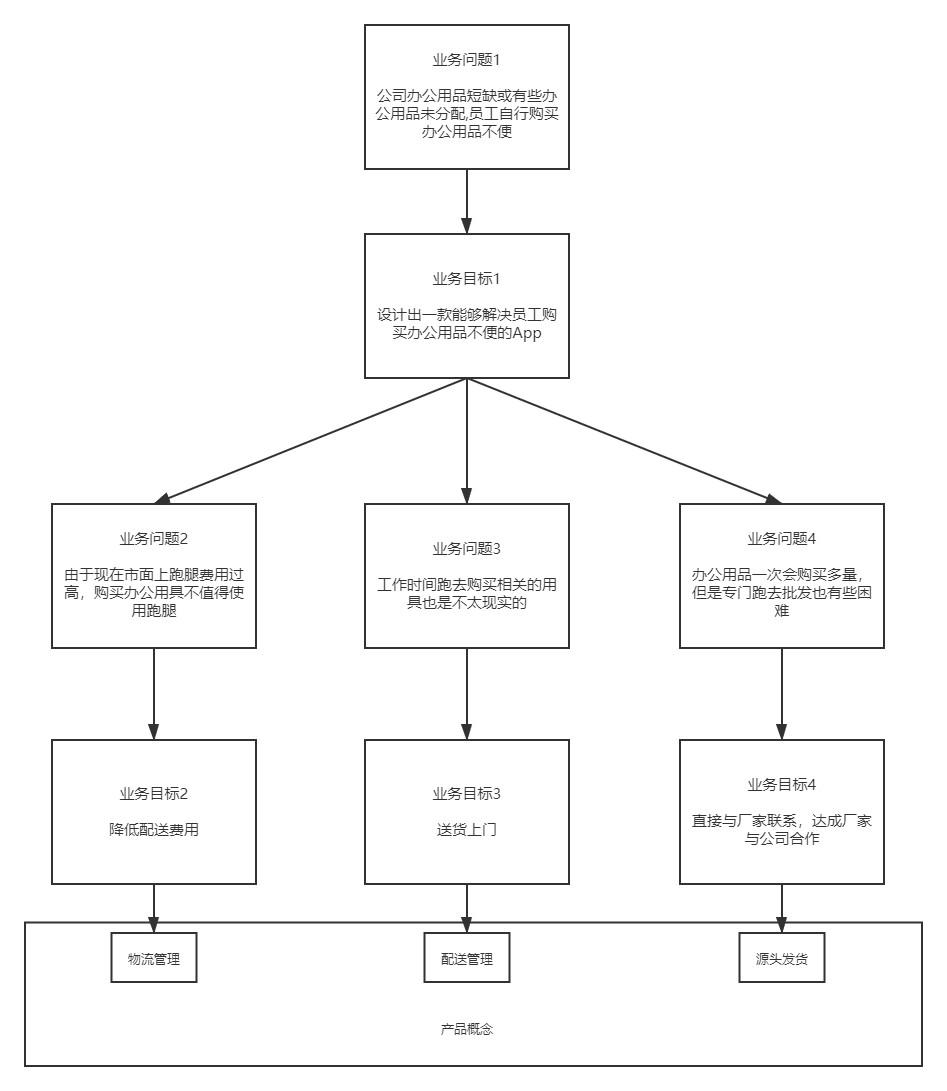 业务问题1
公司办公用品短缺或有些办
公用品未分配,员工自行购买
办公用品不便
业务目标1
设计出一款能够解决员工购
买办公用品不便的App
业务问题2
由于现在市面上跑腿费用过
高，购买办公用具不值得使
用跑腿
业务问题3
工作时间跑去购买相关的用
具也是不太现实的
业务问题4
办公用品一次会购买多量，
但是专门跑去批发也有些困
难
业务目标2
降低配送费用
业务目标3
送货上门
业务目标4
直接与厂家联系，达成厂家
与公司合作
物流管理
配送管理
源头发货
产品概念